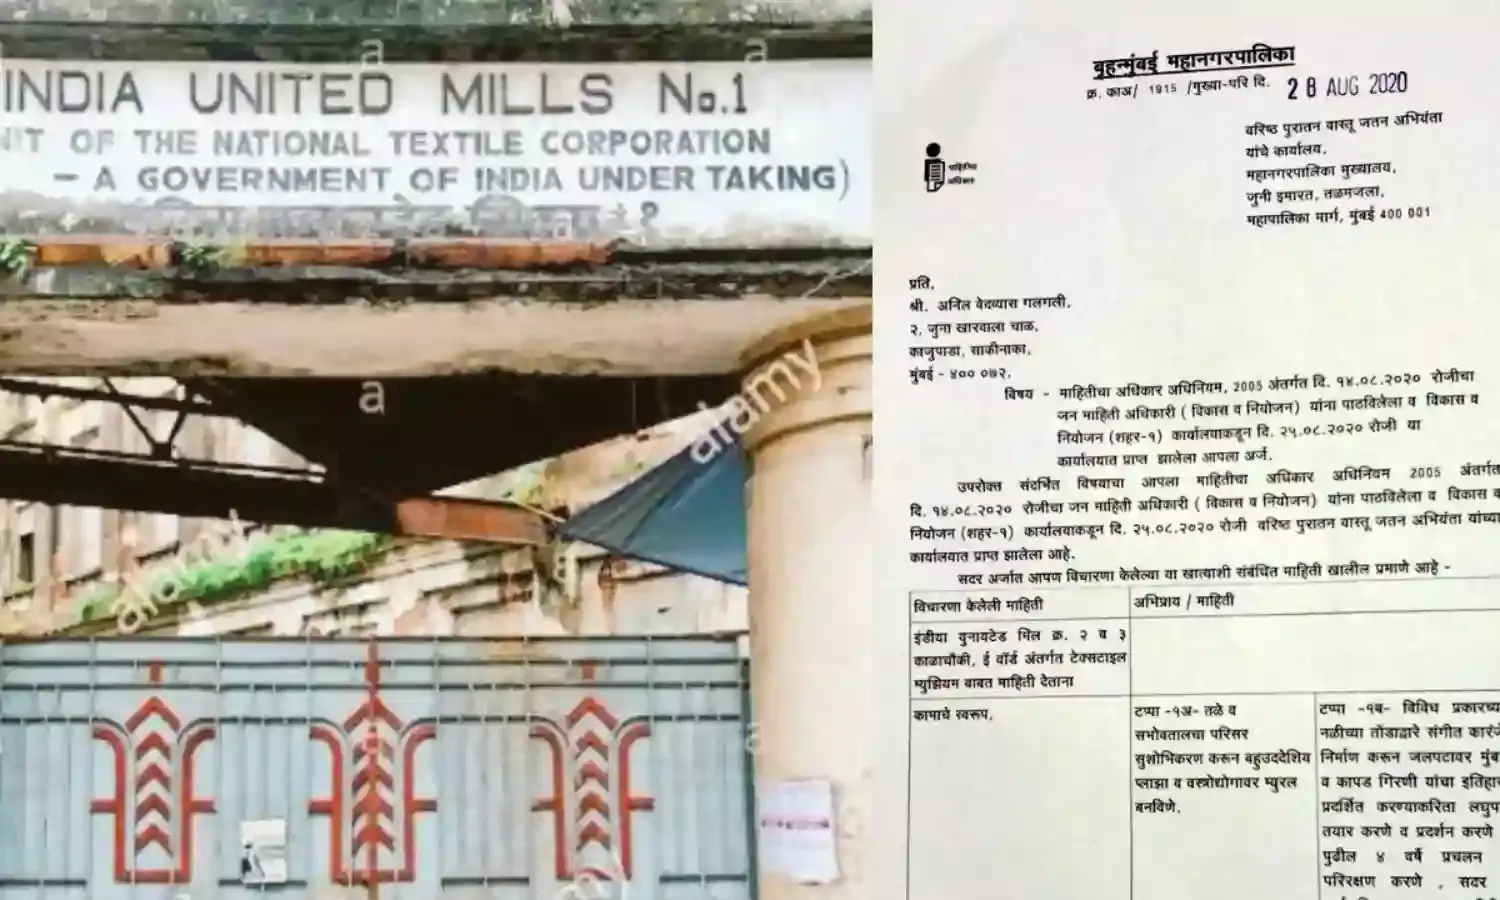 INDIA UNITED MILLS No.1
OF THE NATIONAL TEXTILE CORPORATION
- A GOVERNMENT OF INDIA UNDER TAKING)
a
a
a
alamy
alamy
बृहन्मुंबई महानगरपालिका
क्र. काअ/ 1915 /मुख्या-परि दि. 28 AUG 2020
वरिष्ठ पुरातन वास्तू जतन अभियंता
यांचे कार्यालय,
महानगरपालिका मुख्यालय,
जुनी इमारत, तळमजला,
महापालिका मार्ग, मुंबई 400 001
माहितीचा
अधिकार
प्रति,
श्री. अनिल वेदव्यास गलगली,
२, जुना खारवाला चाळ,
काजुपाडा, साकीनाका,
मुंबई - ४०० ०७२.
विषय - माहितीचा अधिकार अधिनियम, 2005 अंतर्गत दि. १४.०८.२०२० रोजीचा
जन माहिती अधिकारी ( विकास व नियोजन) यांना पाठविलेला व विकास व
नियोजन (शहर-१) कार्यालयाकडून दि. २५.०८.२०२० रोजी या
कार्यालयात प्राप्त झालेला आपला अर्ज.
उपरोक्त संदर्भित विषयाचा आपला माहितीचा अधिकार अधिनियम 2005 अंतर्गत
दि. १४.०८.२०२० रोजीचा जन माहिती अधिकारी ( विकास व नियोजन) यांना पाठविलेला व विकास व
नियोजन (शहर-१) कार्यालयाकडून दि. २५.०८.२०२० रोजी वरिष्ठ पुरातन वास्तू जतन अभियंता यांच्या
कार्यालयात प्राप्त झालेला आहे.
सदर अर्जात आपण विचारणा केलेल्या या खात्याशी संबंधित माहिती खालील प्रमाणे आहे -
विचारणा केलेली माहिती
अभिप्राय / माहिती
इंडीया युनायटेड मिल क्र. २ व ३
काळाचौकी, ई वॉर्ड अंतर्गत टेक्सटाइल
म्युझियम बाबत माहिती देताना
कामाचे स्वरूप.
टप्पा -१अ- तळे व
सभोवतालचा परिसर
सुशोभिकरण करून बहुउददेशिय
प्लाझा व वस्त्रोद्योगावर म्युरल
बनविणे.
टप्पा -१ब- विविध प्रकारच्य
नळीच्या तोंडाद्वारे संगीत कारंजे
निर्माण करून जलपटावर मुंब
व कापड गिरणी यांचा इतिहास
प्रदर्शित करण्याकरिता लघुप
तयार करणे व प्रदर्शन करणे
पुढील ४ वर्षे प्रचलन
परिरक्षण करणे , सदर